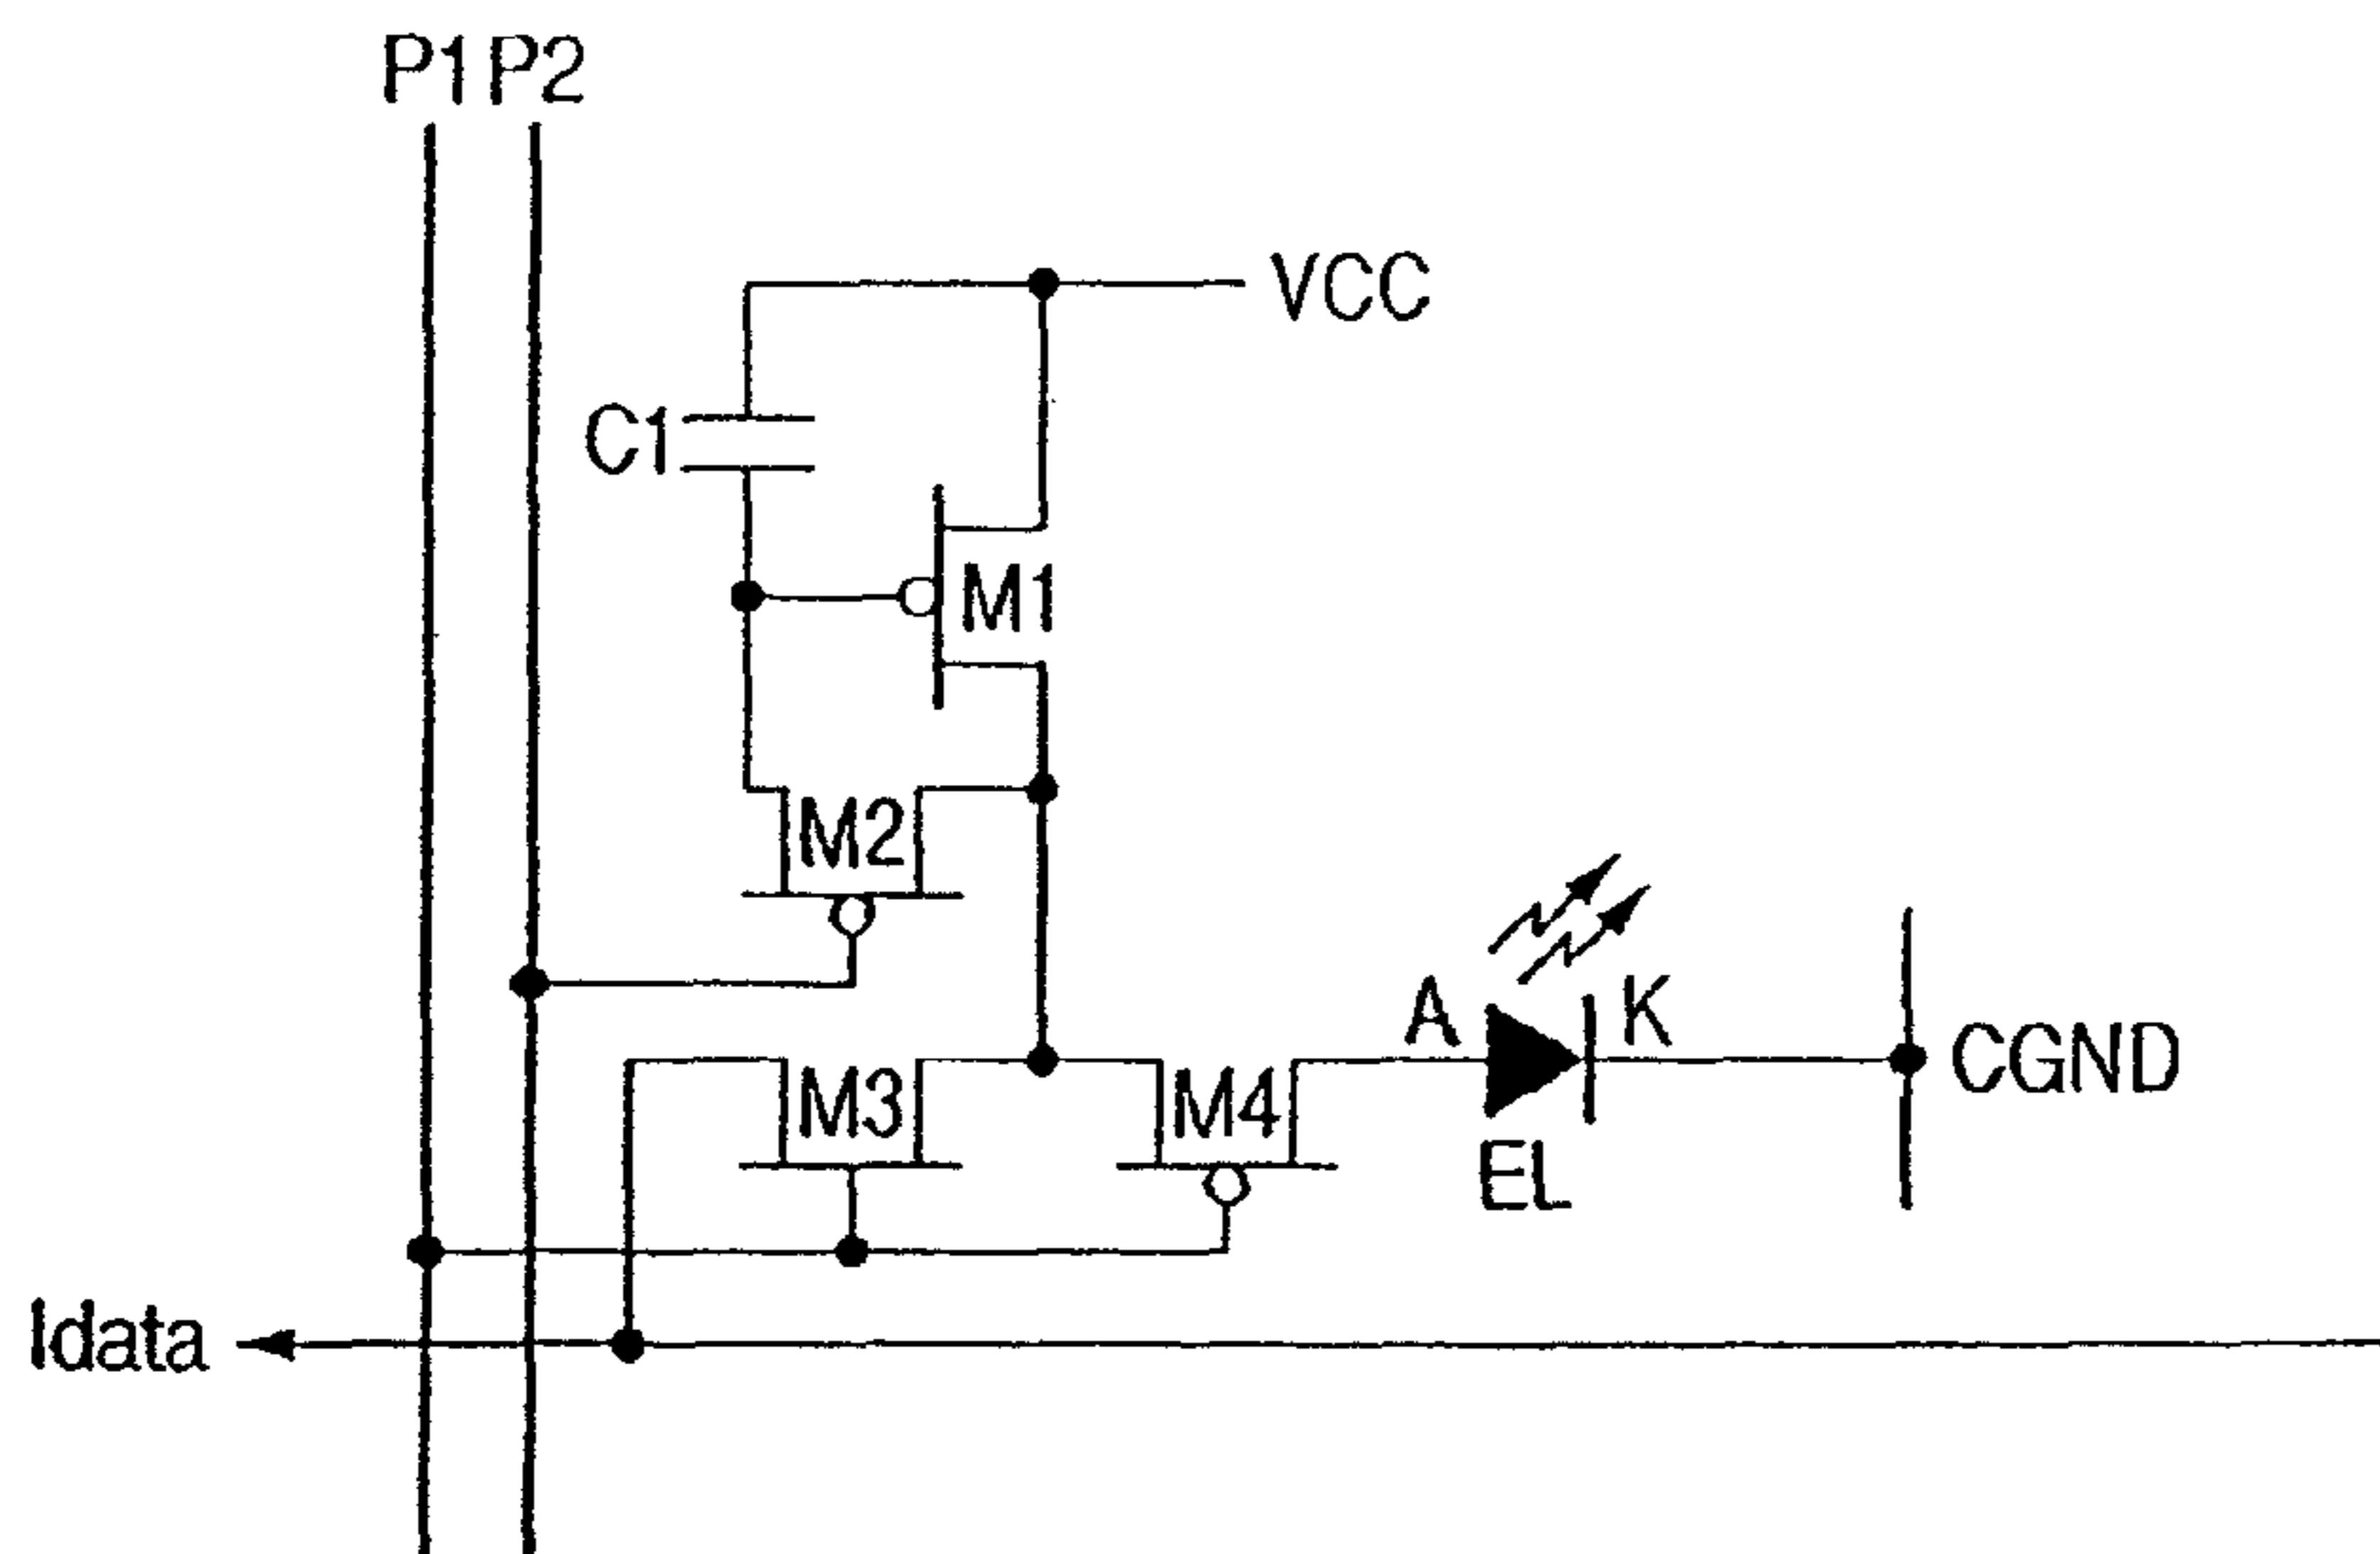 P1 P2
VCC
C1
M1
M2
A K
CGND
M3 M4
EL
Idata